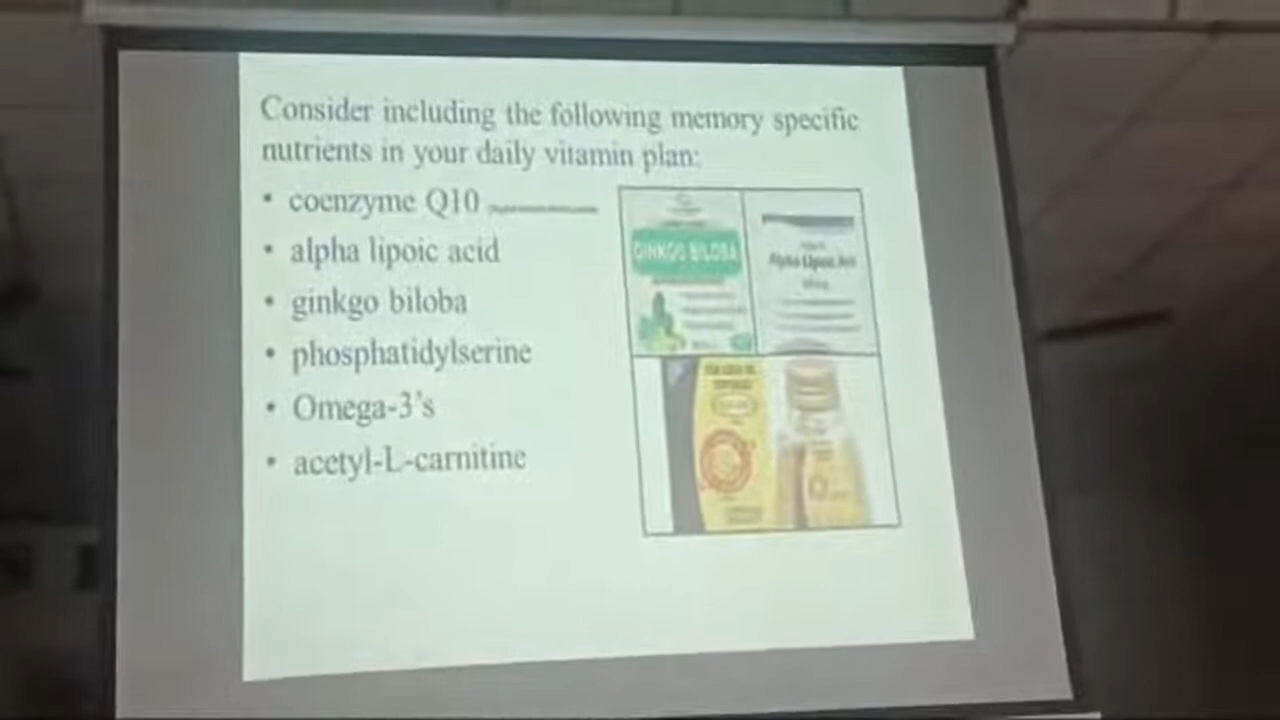 Consider including the following memory specific
nutrients in your daily vitamin plan:
• coenzyme Q10
• alpha lipoic acid
• ginkgo biloba
• phosphatidylserine
• Omega-3's
• acetyl-L-carnitine
GINKGO BILOBA
Alpha Lipoic Acid